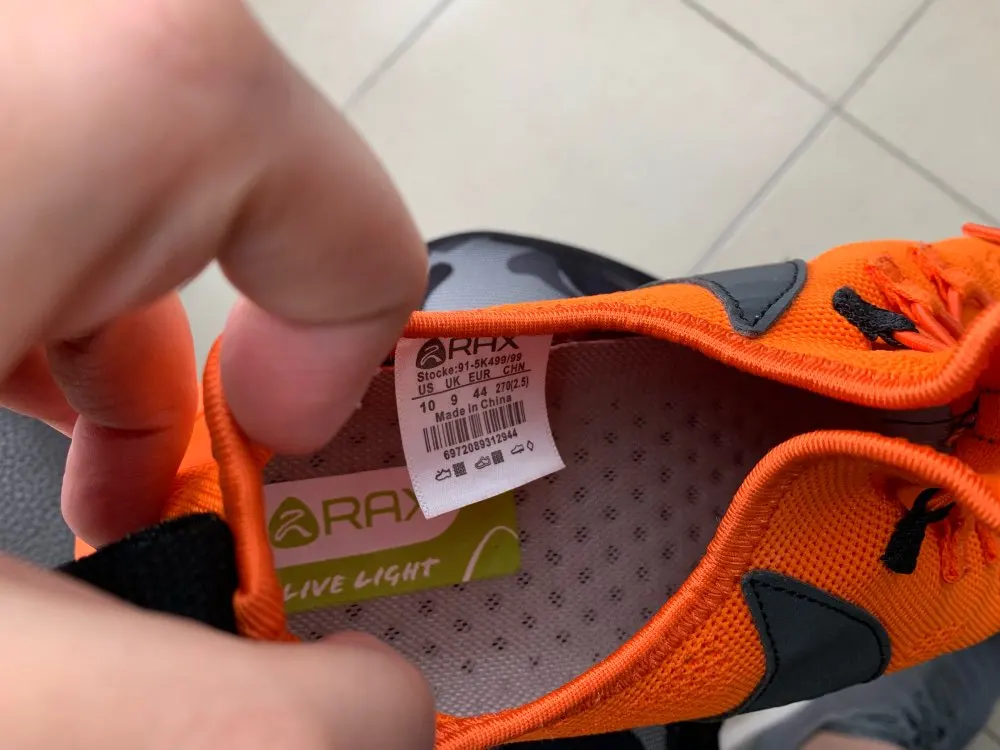 RAX
Stocke:91-5K499/99
US UK EUR CHN
10 9 44 270(2.5)
Made in China
6972089312944
RAX
LIVE LIGHT